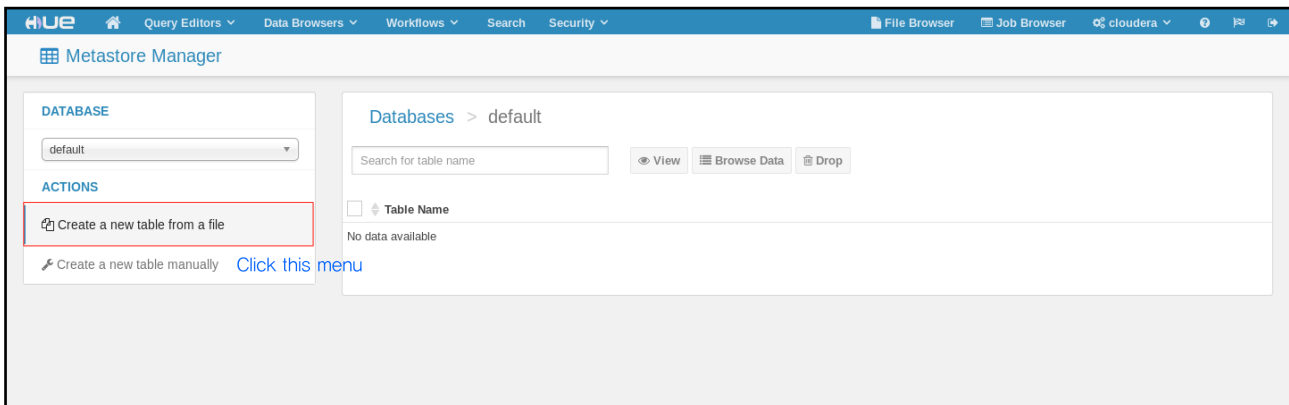 HUE Query Editors Data Browsers Workflows Search Security File Browser Job Browser cloudera
Metastore Manager
DATABASE
default
ACTIONS
Create a new table from a file
Create a new table manually
Click this menu
Databases > default
Search for table name View Browse Data Drop
Table Name
No data available